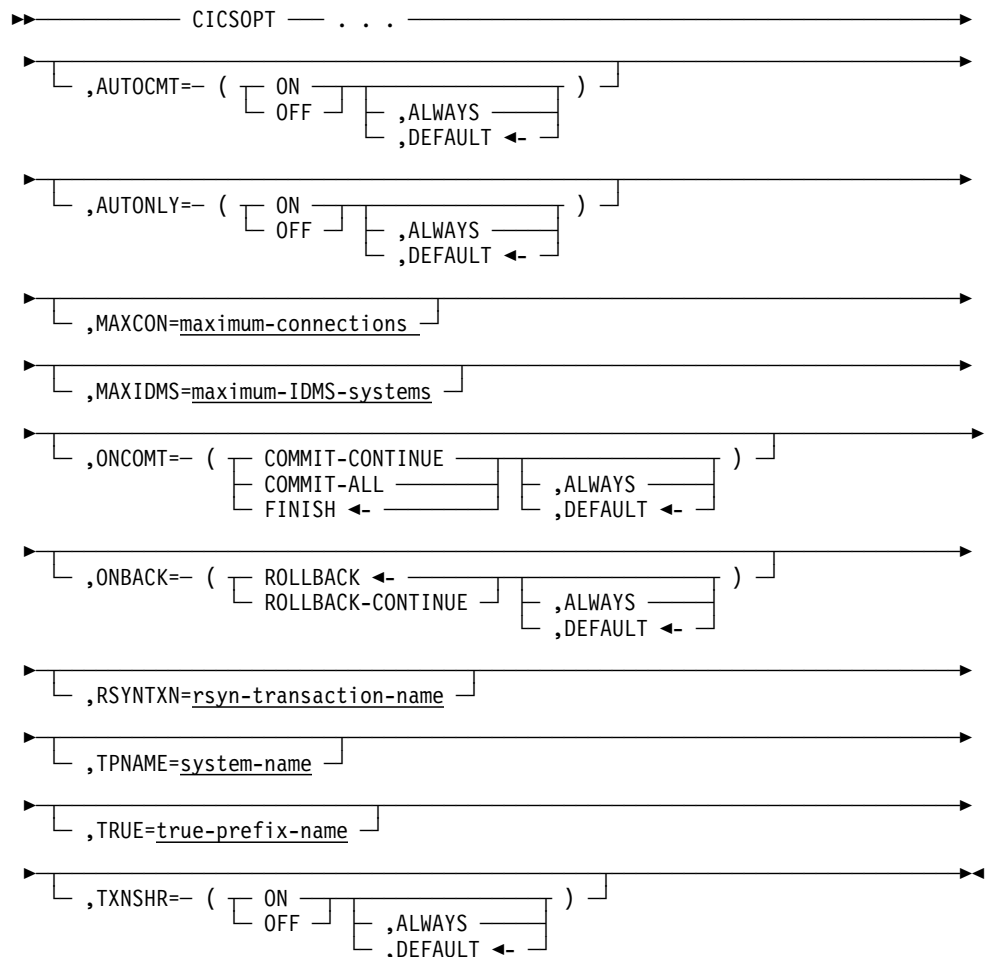 CICSOPT . . .
,AUTOCMT= ( ON )
OFF ,ALWAYS
,DEFAULT ◄-
,AUTONLY= ( ON )
OFF ,ALWAYS
,DEFAULT ◄-
,MAXCON=maximum-connections
,MAXIDMS=maximum-IDMS-systems
,ONCOMT= ( COMMIT-CONTINUE )
COMMIT-ALL ,ALWAYS
FINISH ◄- ,DEFAULT ◄-
,ONBACK= ( ROLLBACK ◄- )
ROLLBACK-CONTINUE ,ALWAYS
,DEFAULT ◄-
,RSYNTXN=rsyn-transaction-name
,TPNAME=system-name
,TRUE=true-prefix-name
,TXNSHR= ( ON )
OFF ,ALWAYS
,DEFAULT ◄-